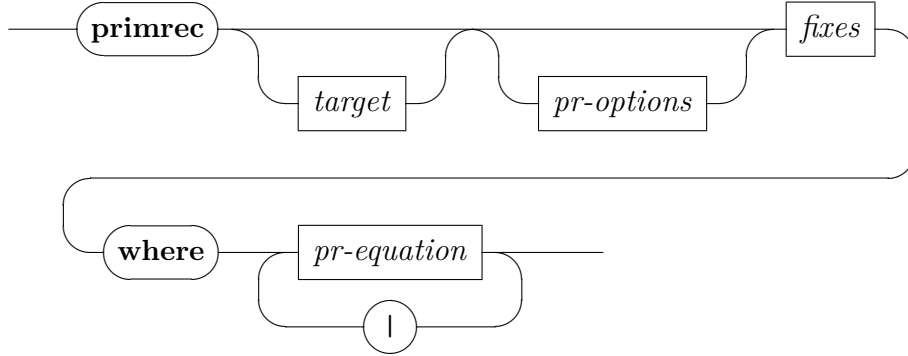 primrec fixes
target pr-options
where pr-equation
|